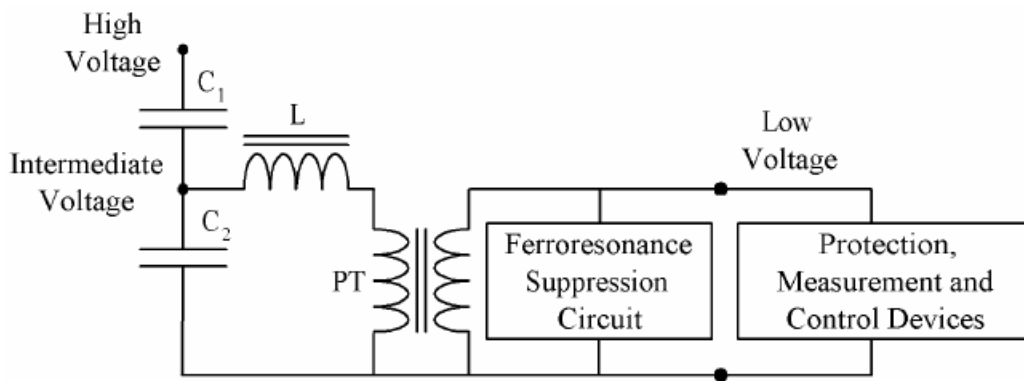 High
Voltage
C1
L
Low
Voltage
Intermediate
Voltage
C2
PT
Ferroresonance
Suppression
Circuit
Protection,
Measurement and
Control Devices